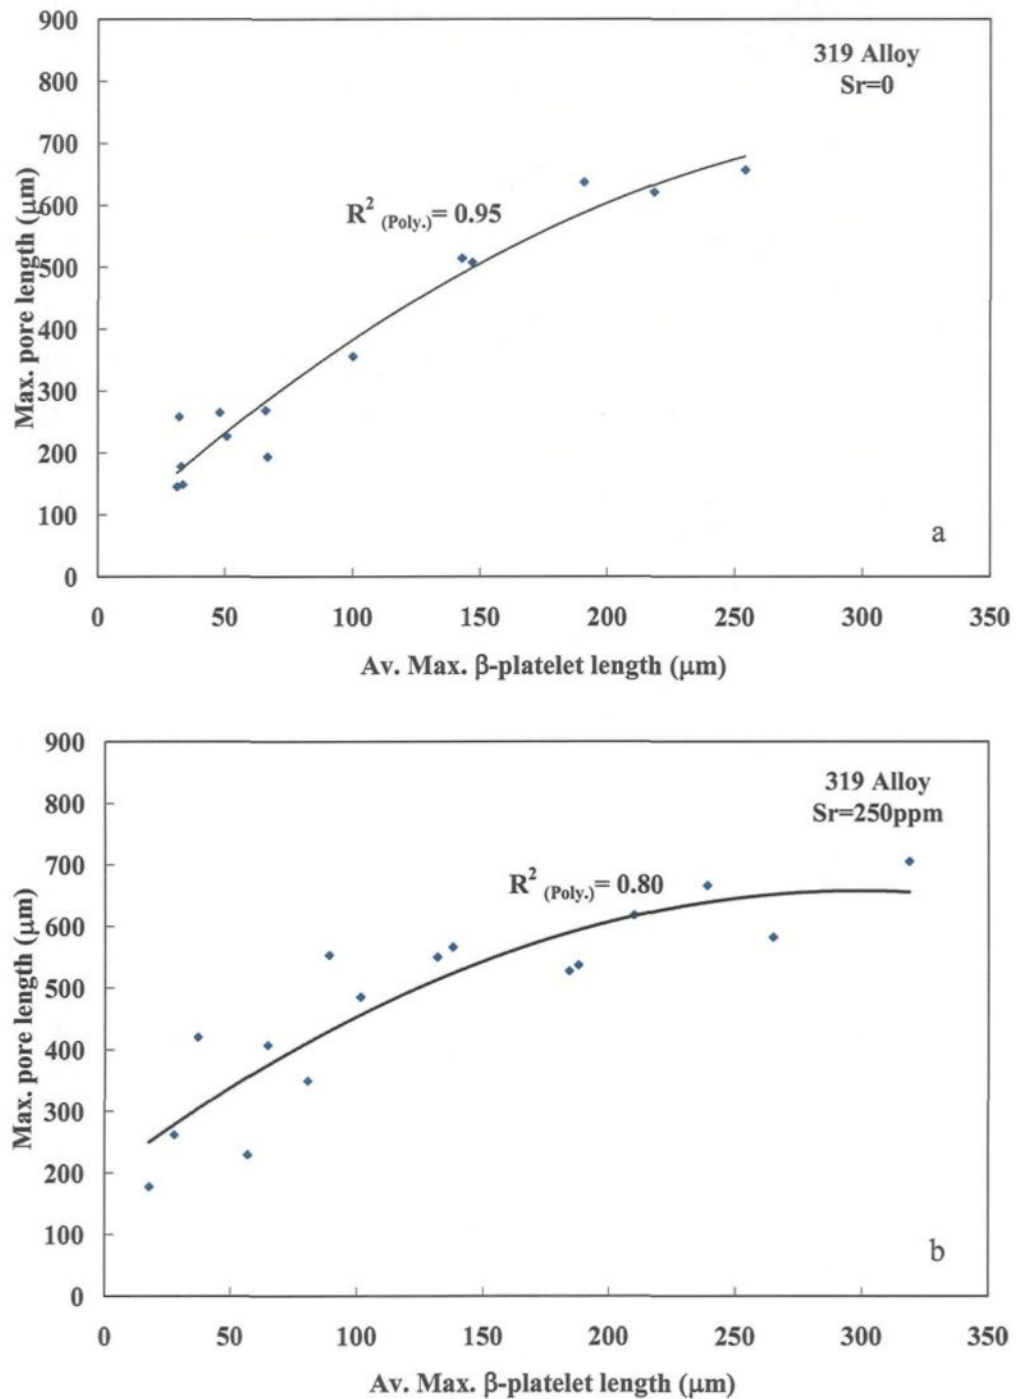 900
319 Alloy
Sr=0
800
700
600
R² (Poly.)= 0.95
500
400
300
200
100
0
Max. pore length (μm)
a
0 50 100 150 200 250 300 350
Av. Max. β-platelet length (μm)
900
319 Alloy
Sr=250ppm
800
700
R² (Poly.)= 0.80
600
500
400
300
200
100
0
Max. pore length (μm)
b
0 50 100 150 200 250 300 350
Av. Max. β-platelet length (μm)